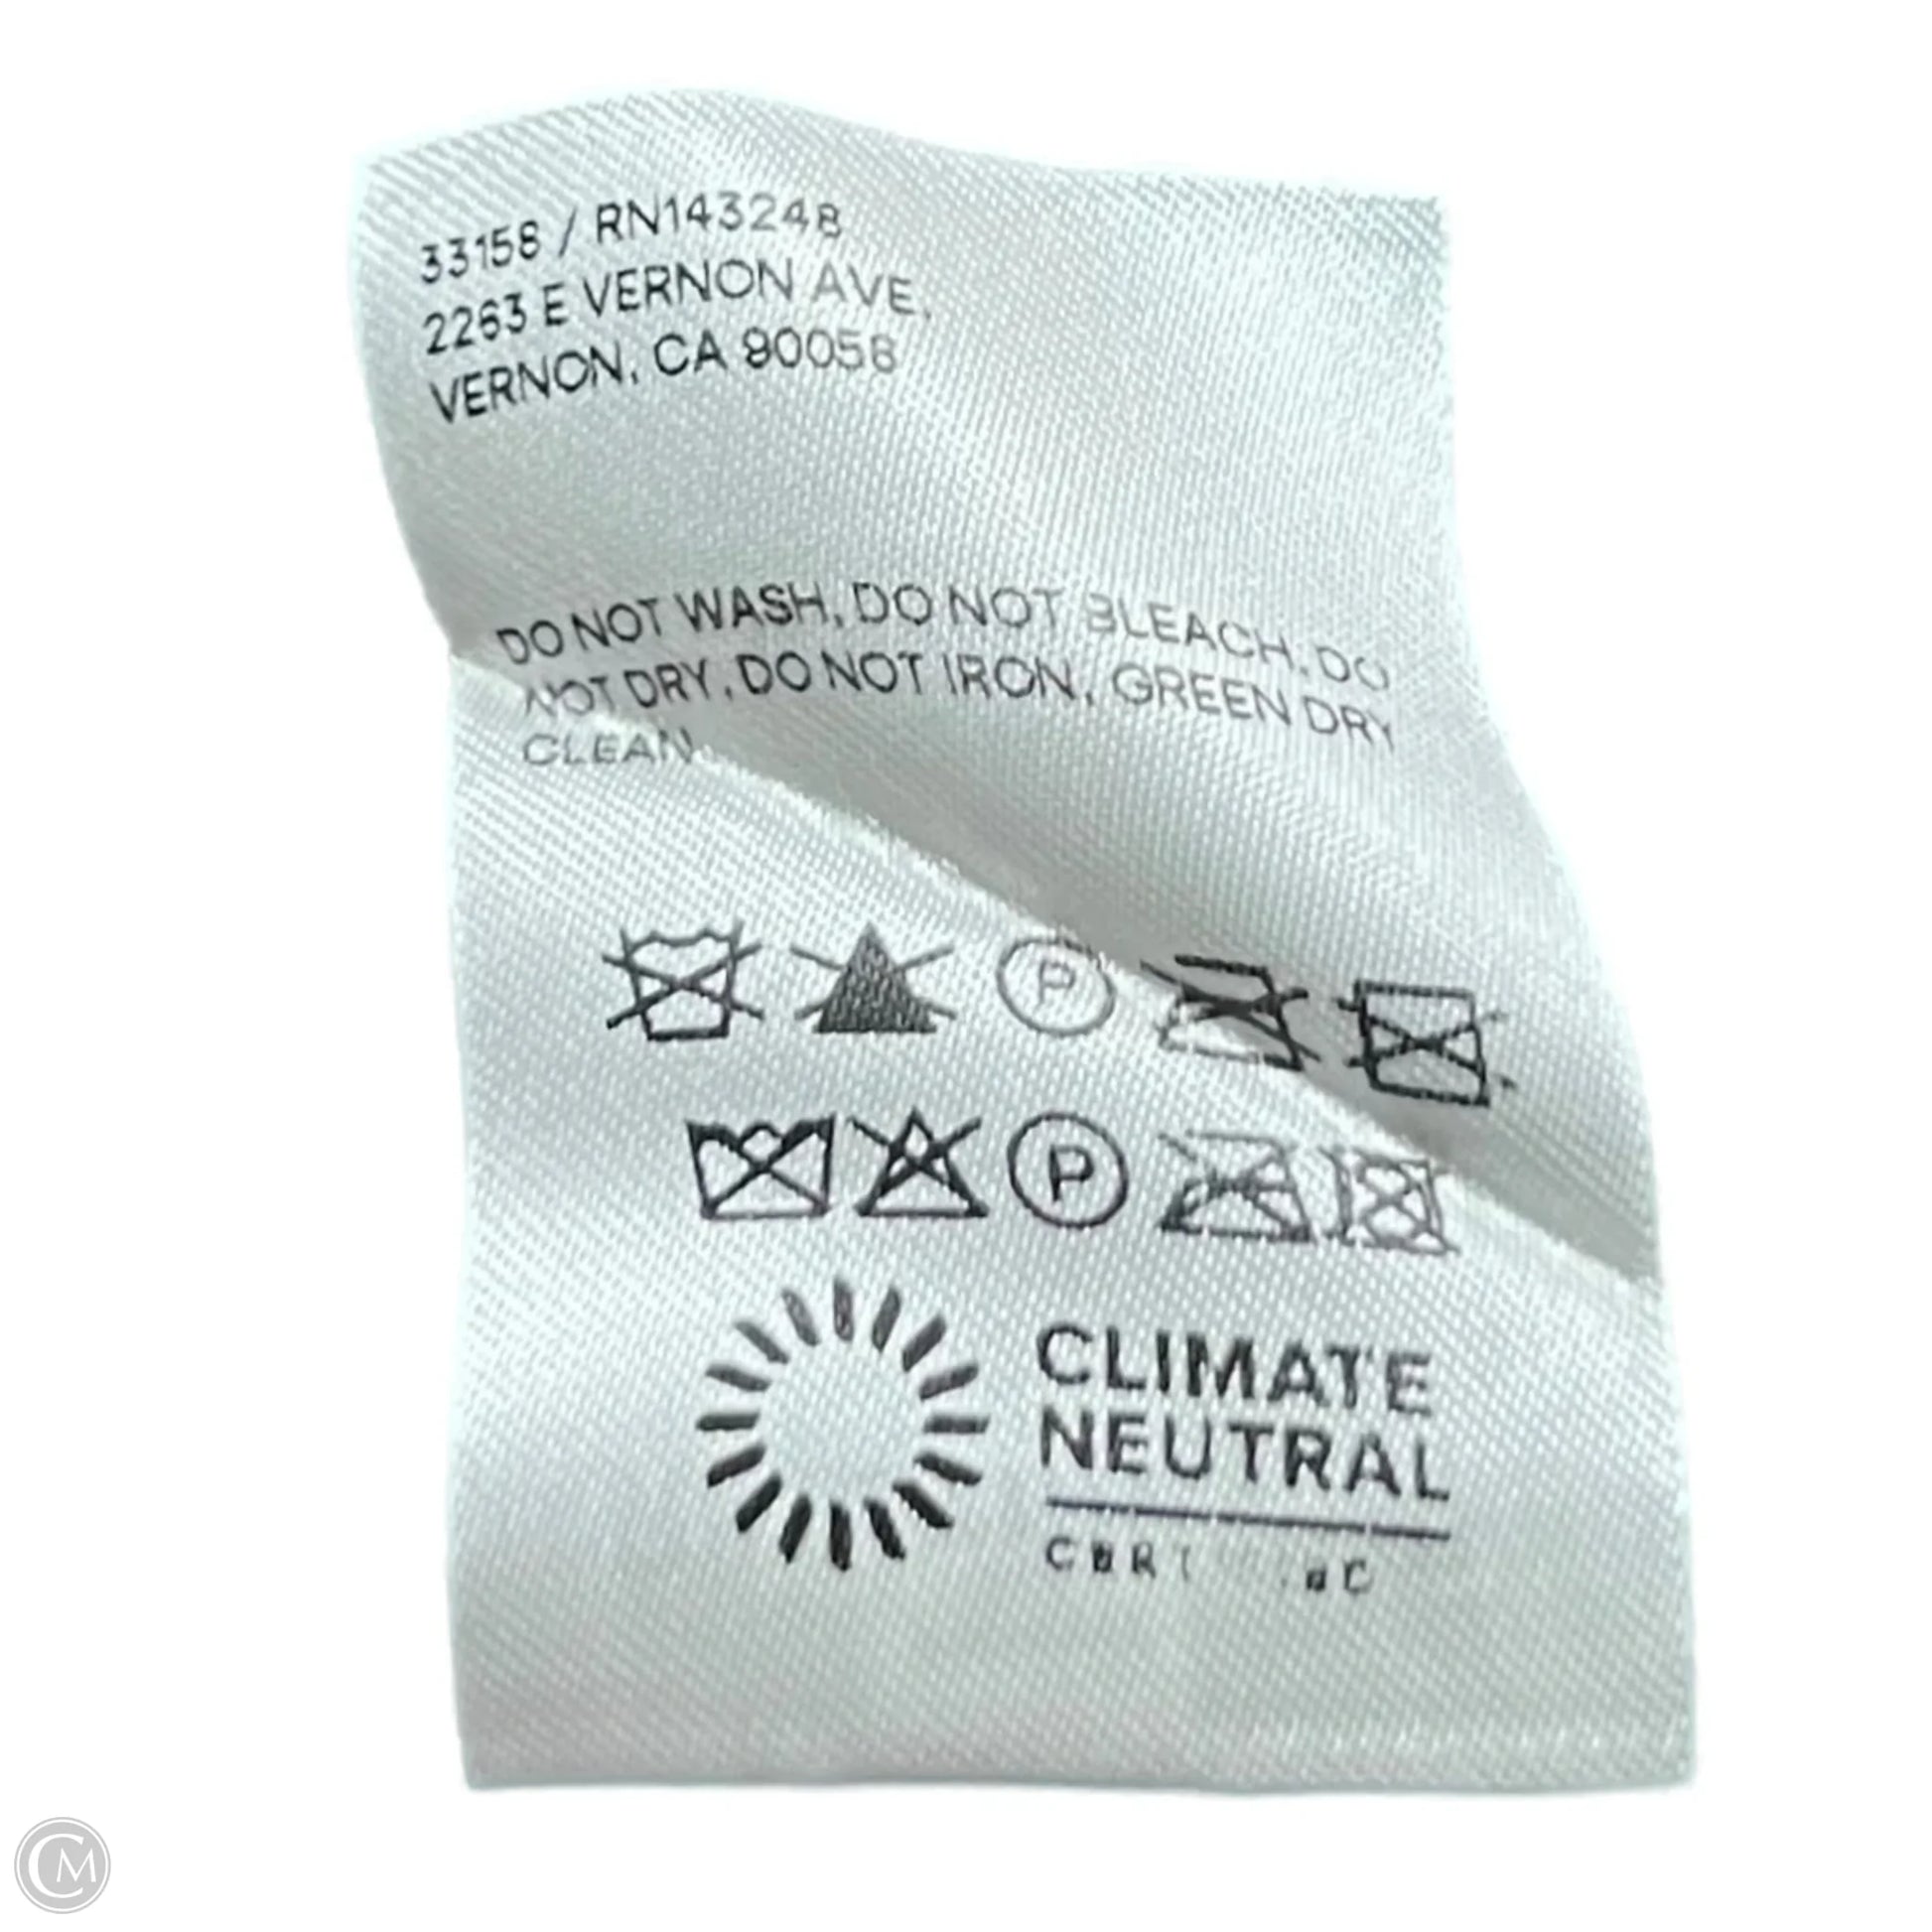 33158 / RN143248
2263 E VERNON AVE,
VERNON, CA 90058
DO NOT WASH, DO NOT BLEACH, DO
NOT DRY, DO NOT IRON, GREEN DRY
CLEAN
P
P
CLIMATE
NEUTRAL
CM